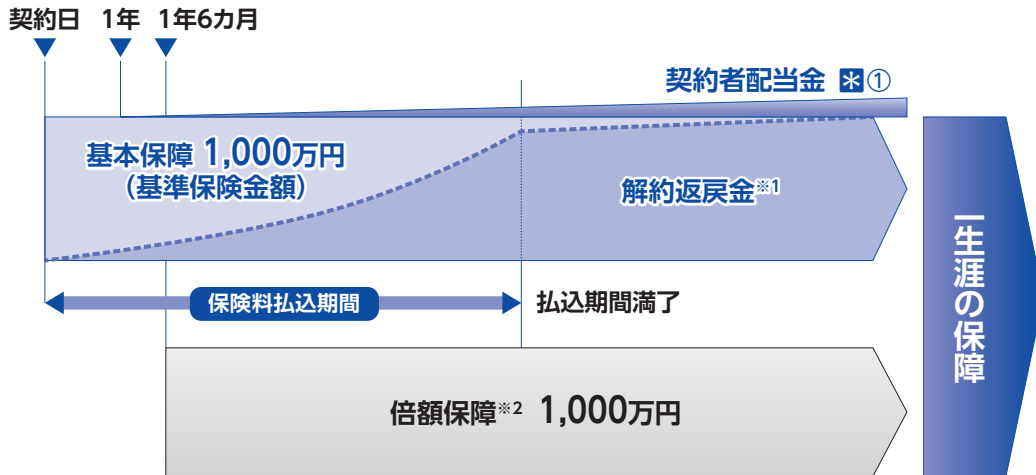 契約日 1年 1年6カ月
契約者配当金 ＊①
基本保障 1,000万円
(基準保険金額)
解約返戻金※1
保険料払込期間
払込期間満了
倍額保障※2 1,000万円
一生涯の保障